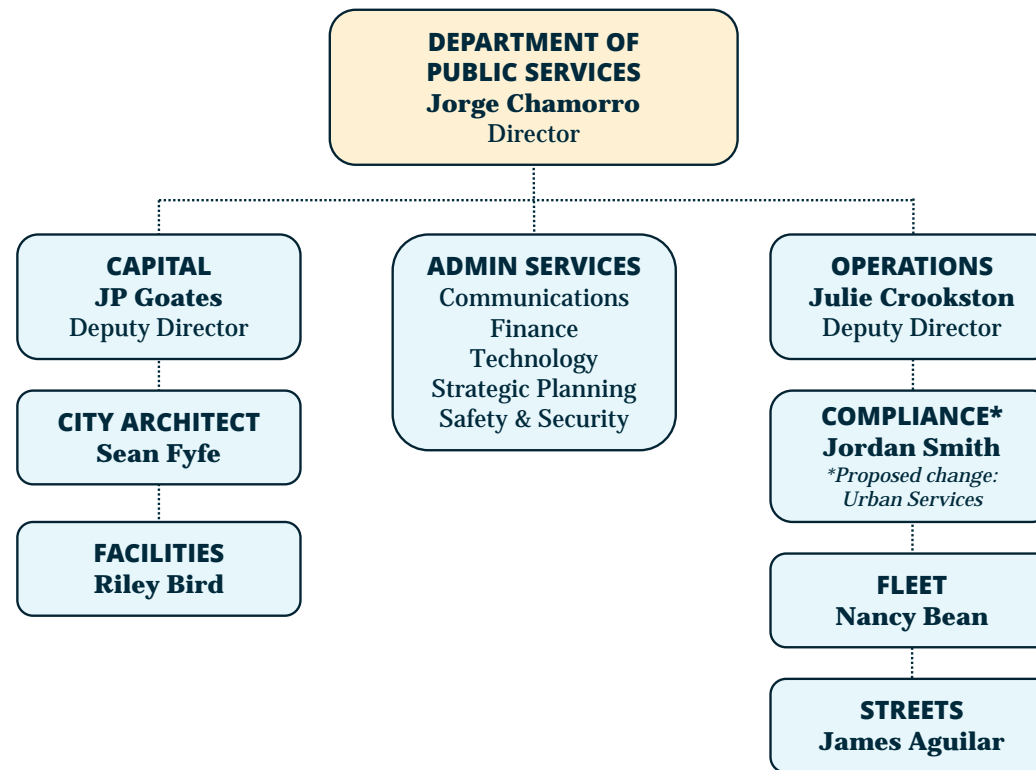 DEPARTMENT OF
PUBLIC SERVICES
Jorge Chamorro
Director
CAPITAL
JP Goates
Deputy Director
ADMIN SERVICES
Communications
Finance
Technology
Strategic Planning
Safety & Security
OPERATIONS
Julie Crookston
Deputy Director
CITY ARCHITECT
Sean Fyfe
COMPLIANCE*
Jordan Smith
*Proposed change:
Urban Services
FACILITIES
Riley Bird
FLEET
Nancy Bean
STREETS
James Aguilar